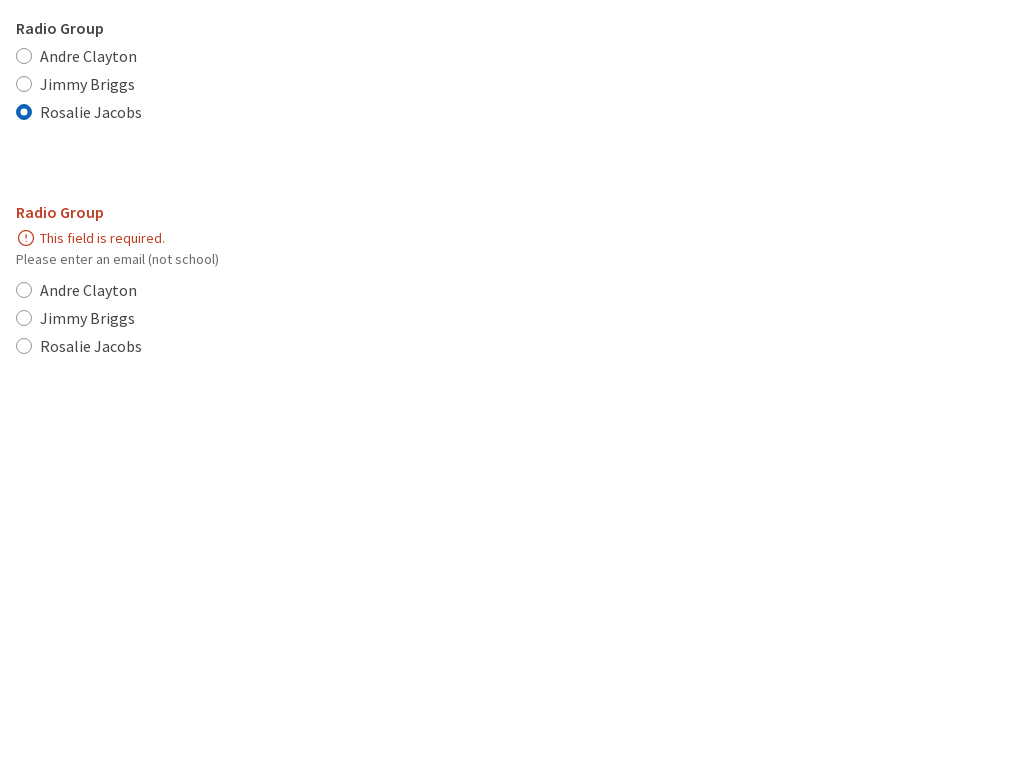 Radio Group
Andre Clayton
Jimmy Briggs
Rosalie Jacobs
Radio Group
This field is required.
Please enter an email (not school)
Andre Clayton
Jimmy Briggs
Rosalie Jacobs